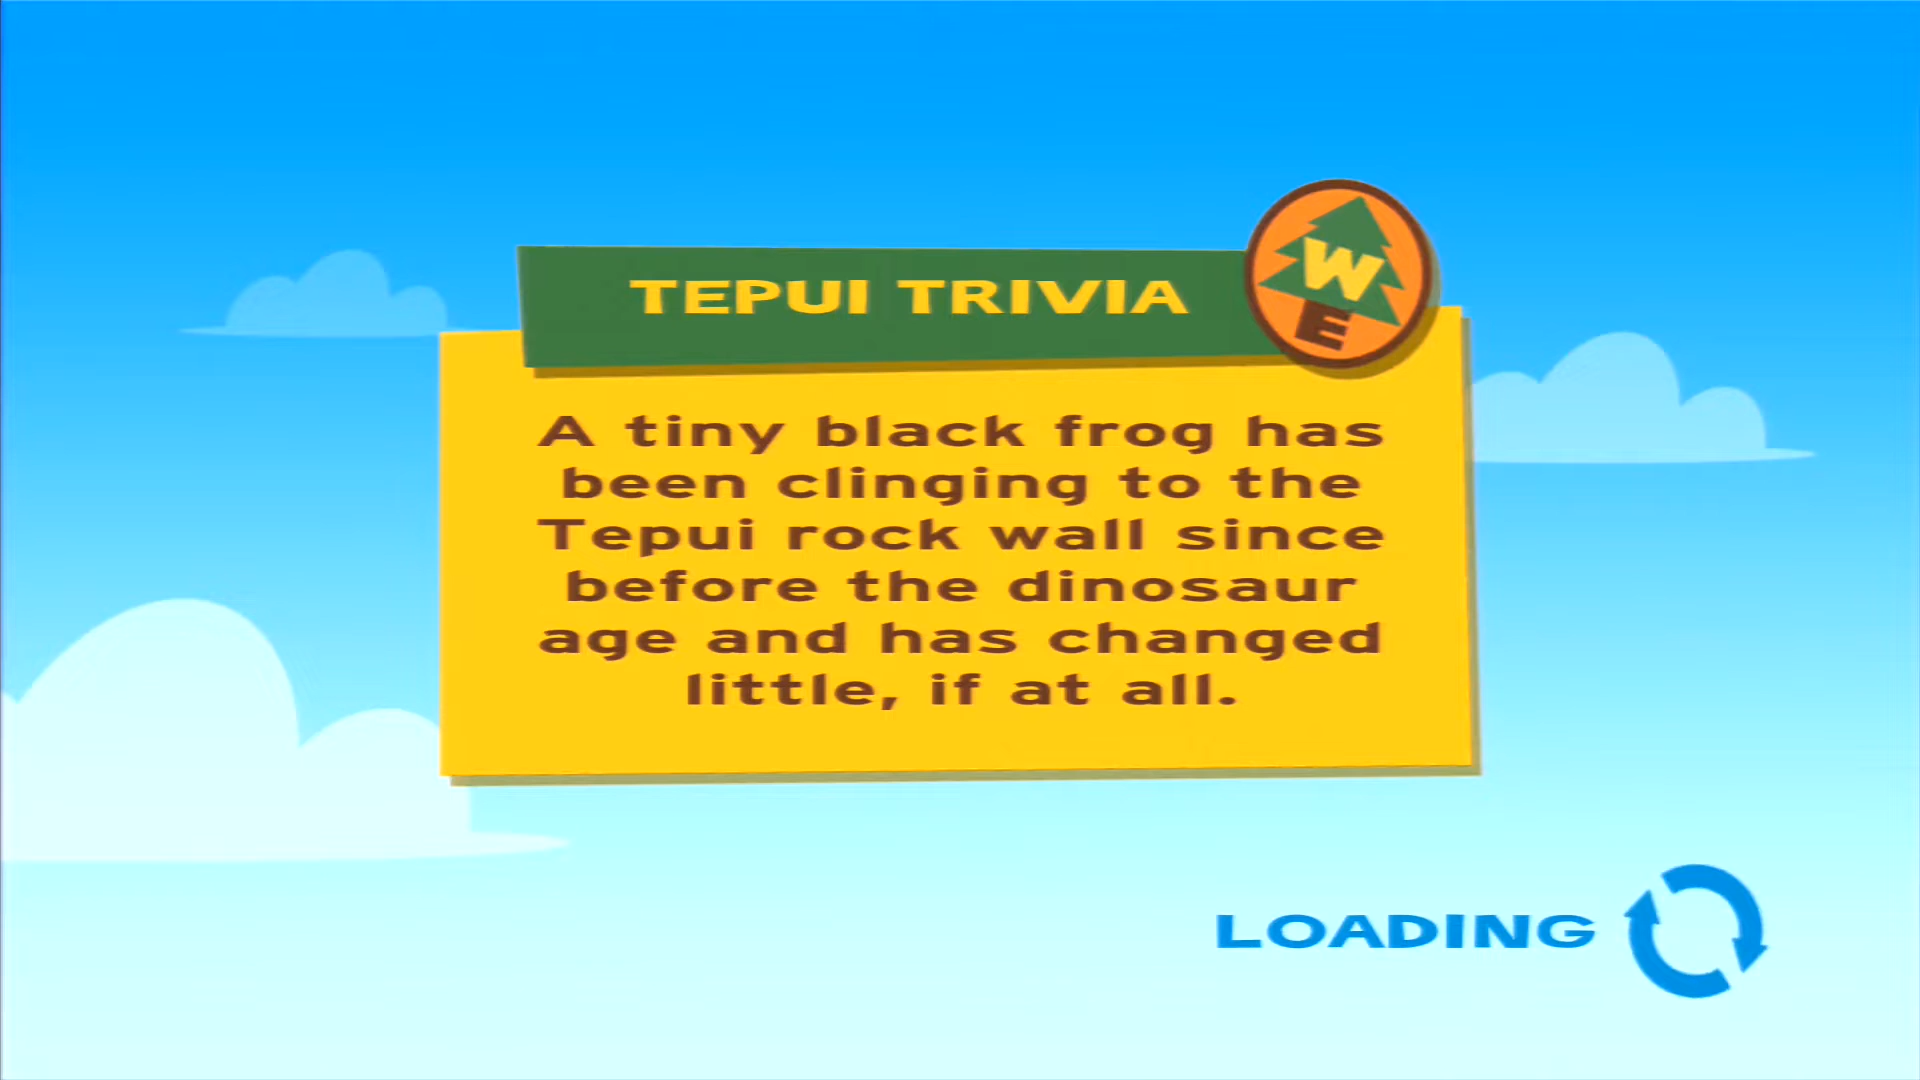 TEPUI TRIVIA
W
E
A tiny black frog has
been clinging to the
Tepui rock wall since
before the dinosaur
age and has changed
little, if at all.
LOADING